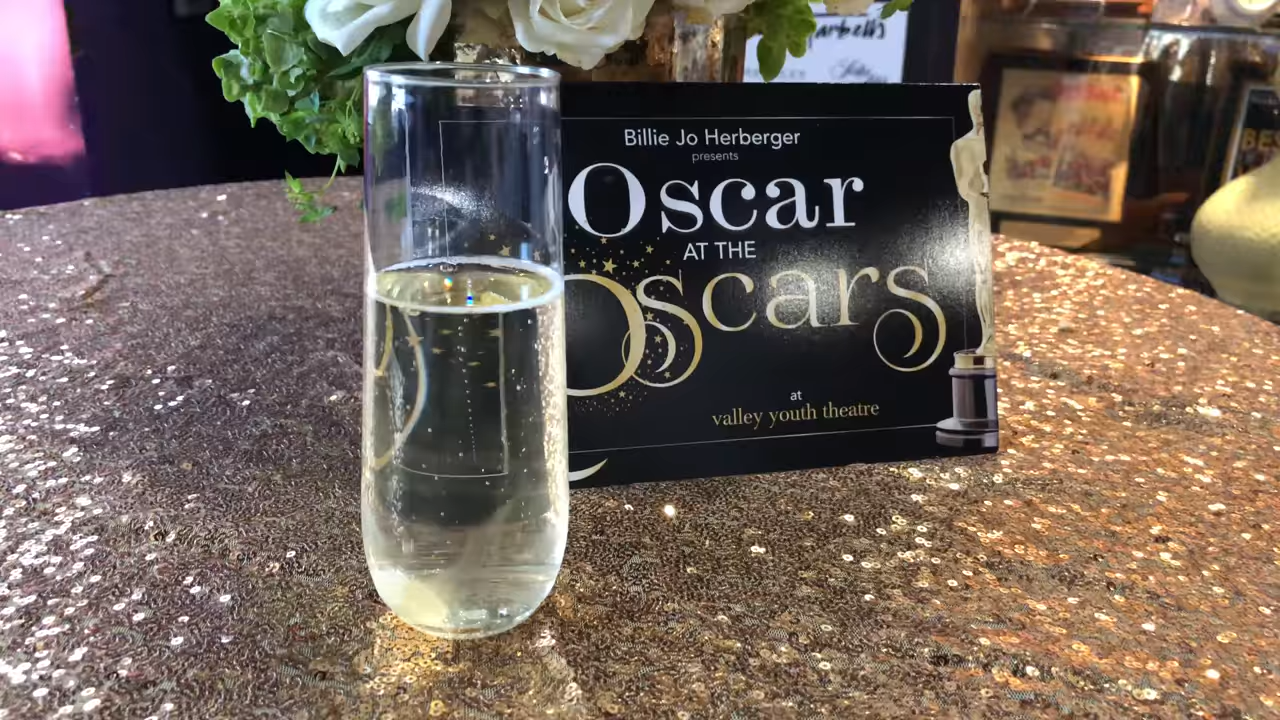 Billie Jo Herberger
presents
Oscar
AT THE
Oscars
at
valley youth theatre